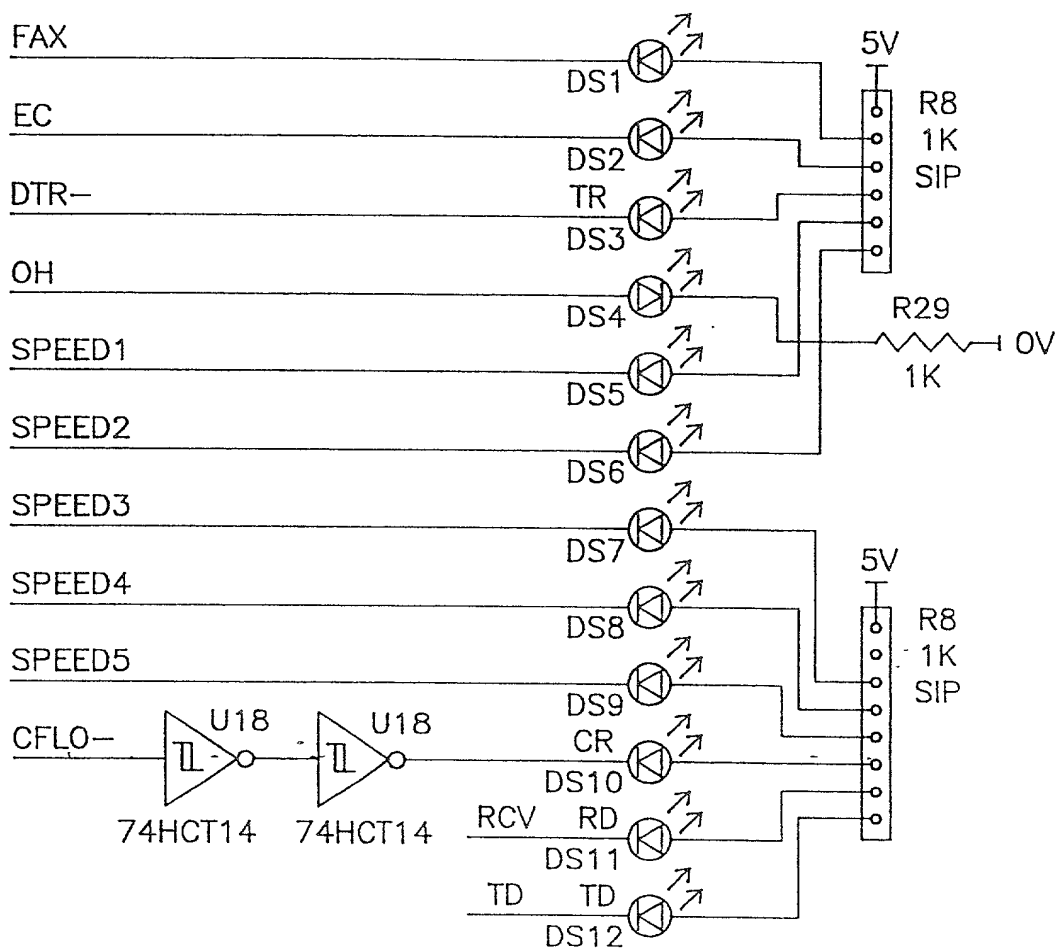 FAX
DS1
5V
R8
1K
SIP
EC
DS2
DTR-
TR
DS3
OH
DS4
R29
1K
0V
SPEED1
DS5
SPEED2
DS6
SPEED3
DS7
5V
R8
1K
SIP
SPEED4
DS8
SPEED5
DS9
CFLO-
U18
U18
CR
DS10
74HCT14
74HCT14
RCV
RD
DS11
TD
TD
DS12